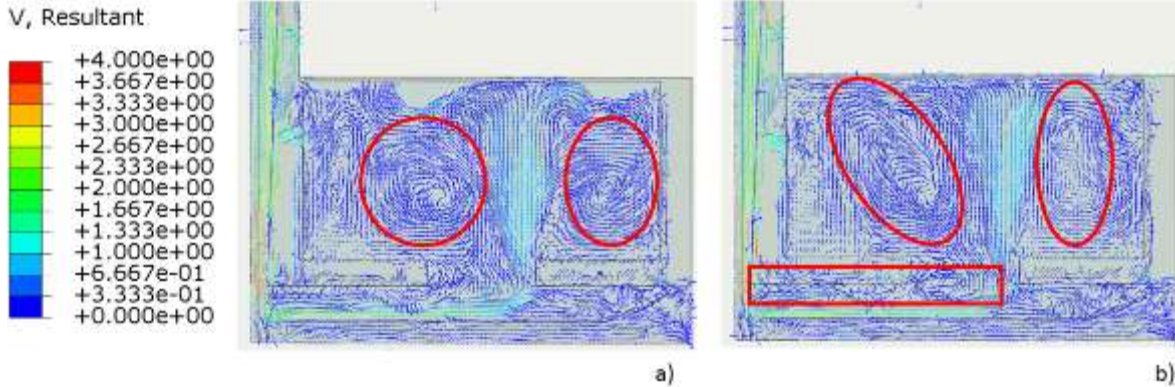 V, Resultant
+4.000e+00
+3.667e+00
+3.333e+00
+3.000e+00
+2.667e+00
+2.333e+00
+2.000e+00
+1.667e+00
+1.333e+00
+1.000e+00
+6.667e-01
+3.333e-01
+0.000e+00
a)
b)